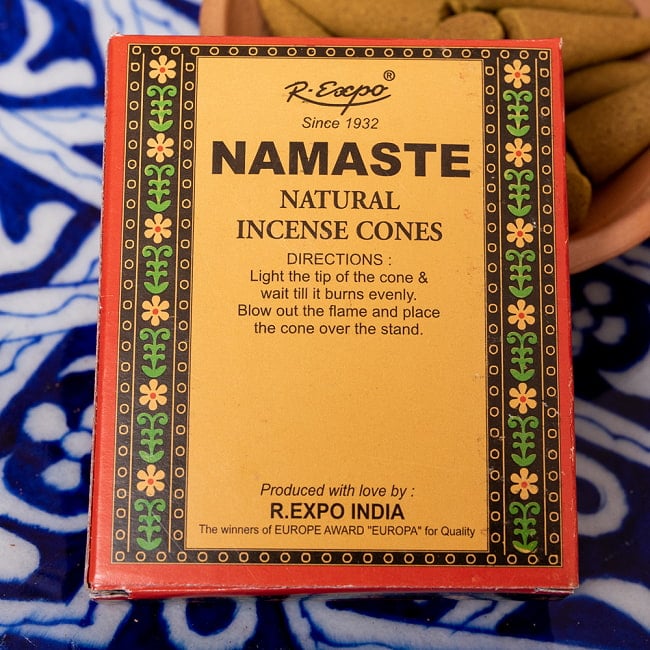 R-Expo®
Since 1932
NAMASTE
NATURAL
INCENSE CONES
DIRECTIONS :
Light the tip of the cone &
wait till it burns evenly.
Blow out the flame and place
the cone over the stand.
Produced with love by :
R.EXPO INDIA
The winners of EUROPE AWARD "EUROPA" for Quality